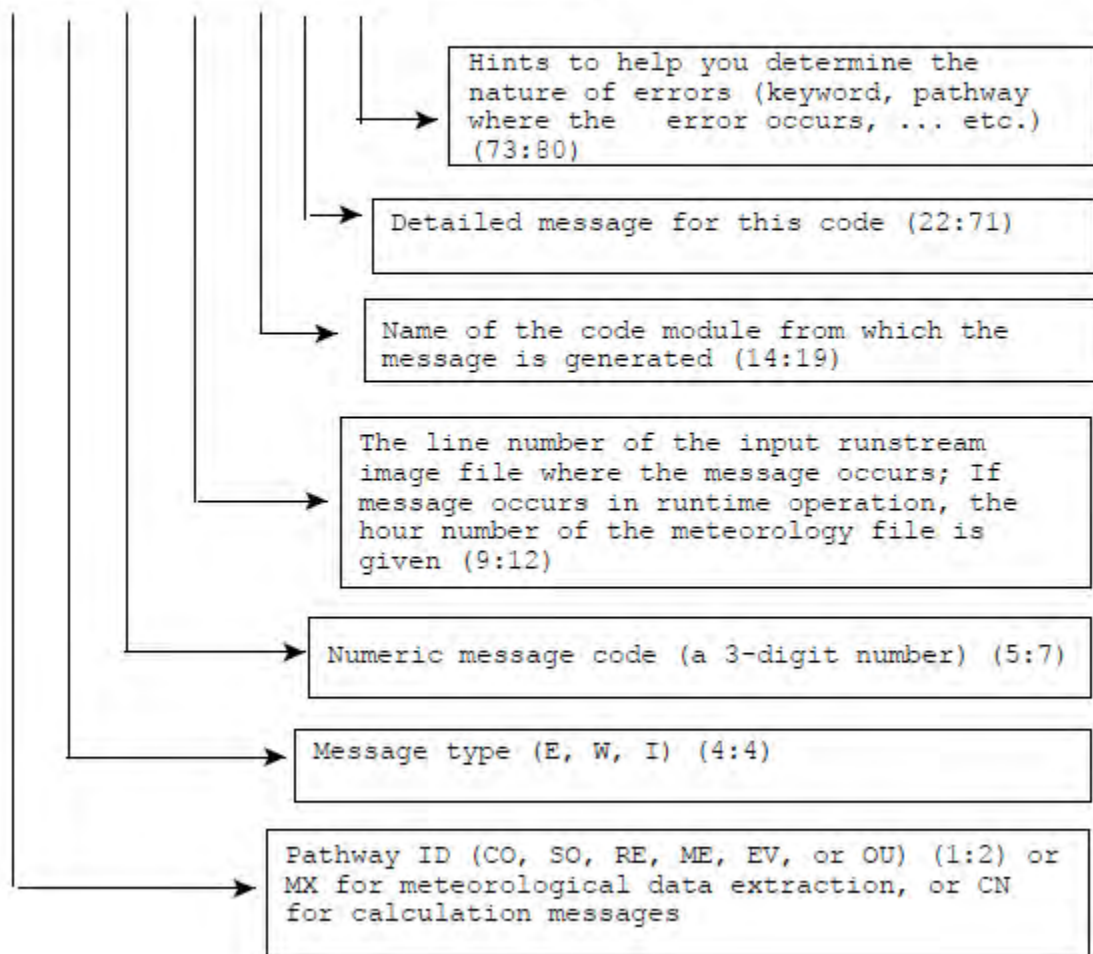 Hints to help you determine the
nature of errors (keyword, pathway
where the error occurs, ... etc.)
(73:80)
Detailed message for this code (22:71)
Name of the code module from which the
message is generated (14:19)
The line number of the input runstream
image file where the message occurs; If
message occurs in runtime operation, the
hour number of the meteorology file is
given (9:12)
Numeric message code (a 3-digit number) (5:7)
Message type (E, W, I) (4:4)
Pathway ID (CO, SO, RE, ME, EV, or OU) (1:2) or
MX for meteorological data extraction, or CN
for calculation messages